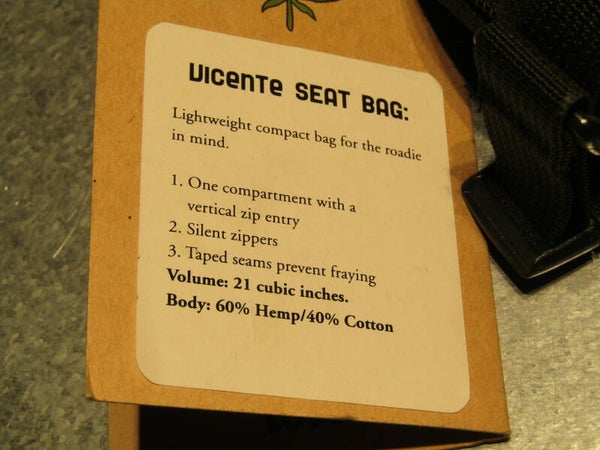 Vicente Seat Bag:
Lightweight compact bag for the roadie
in mind.
1. One compartment with a
vertical zip entry
2. Silent zippers
3. Taped seams prevent fraying
Volume: 21 cubic inches.
Body: 60% Hemp/40% Cotton